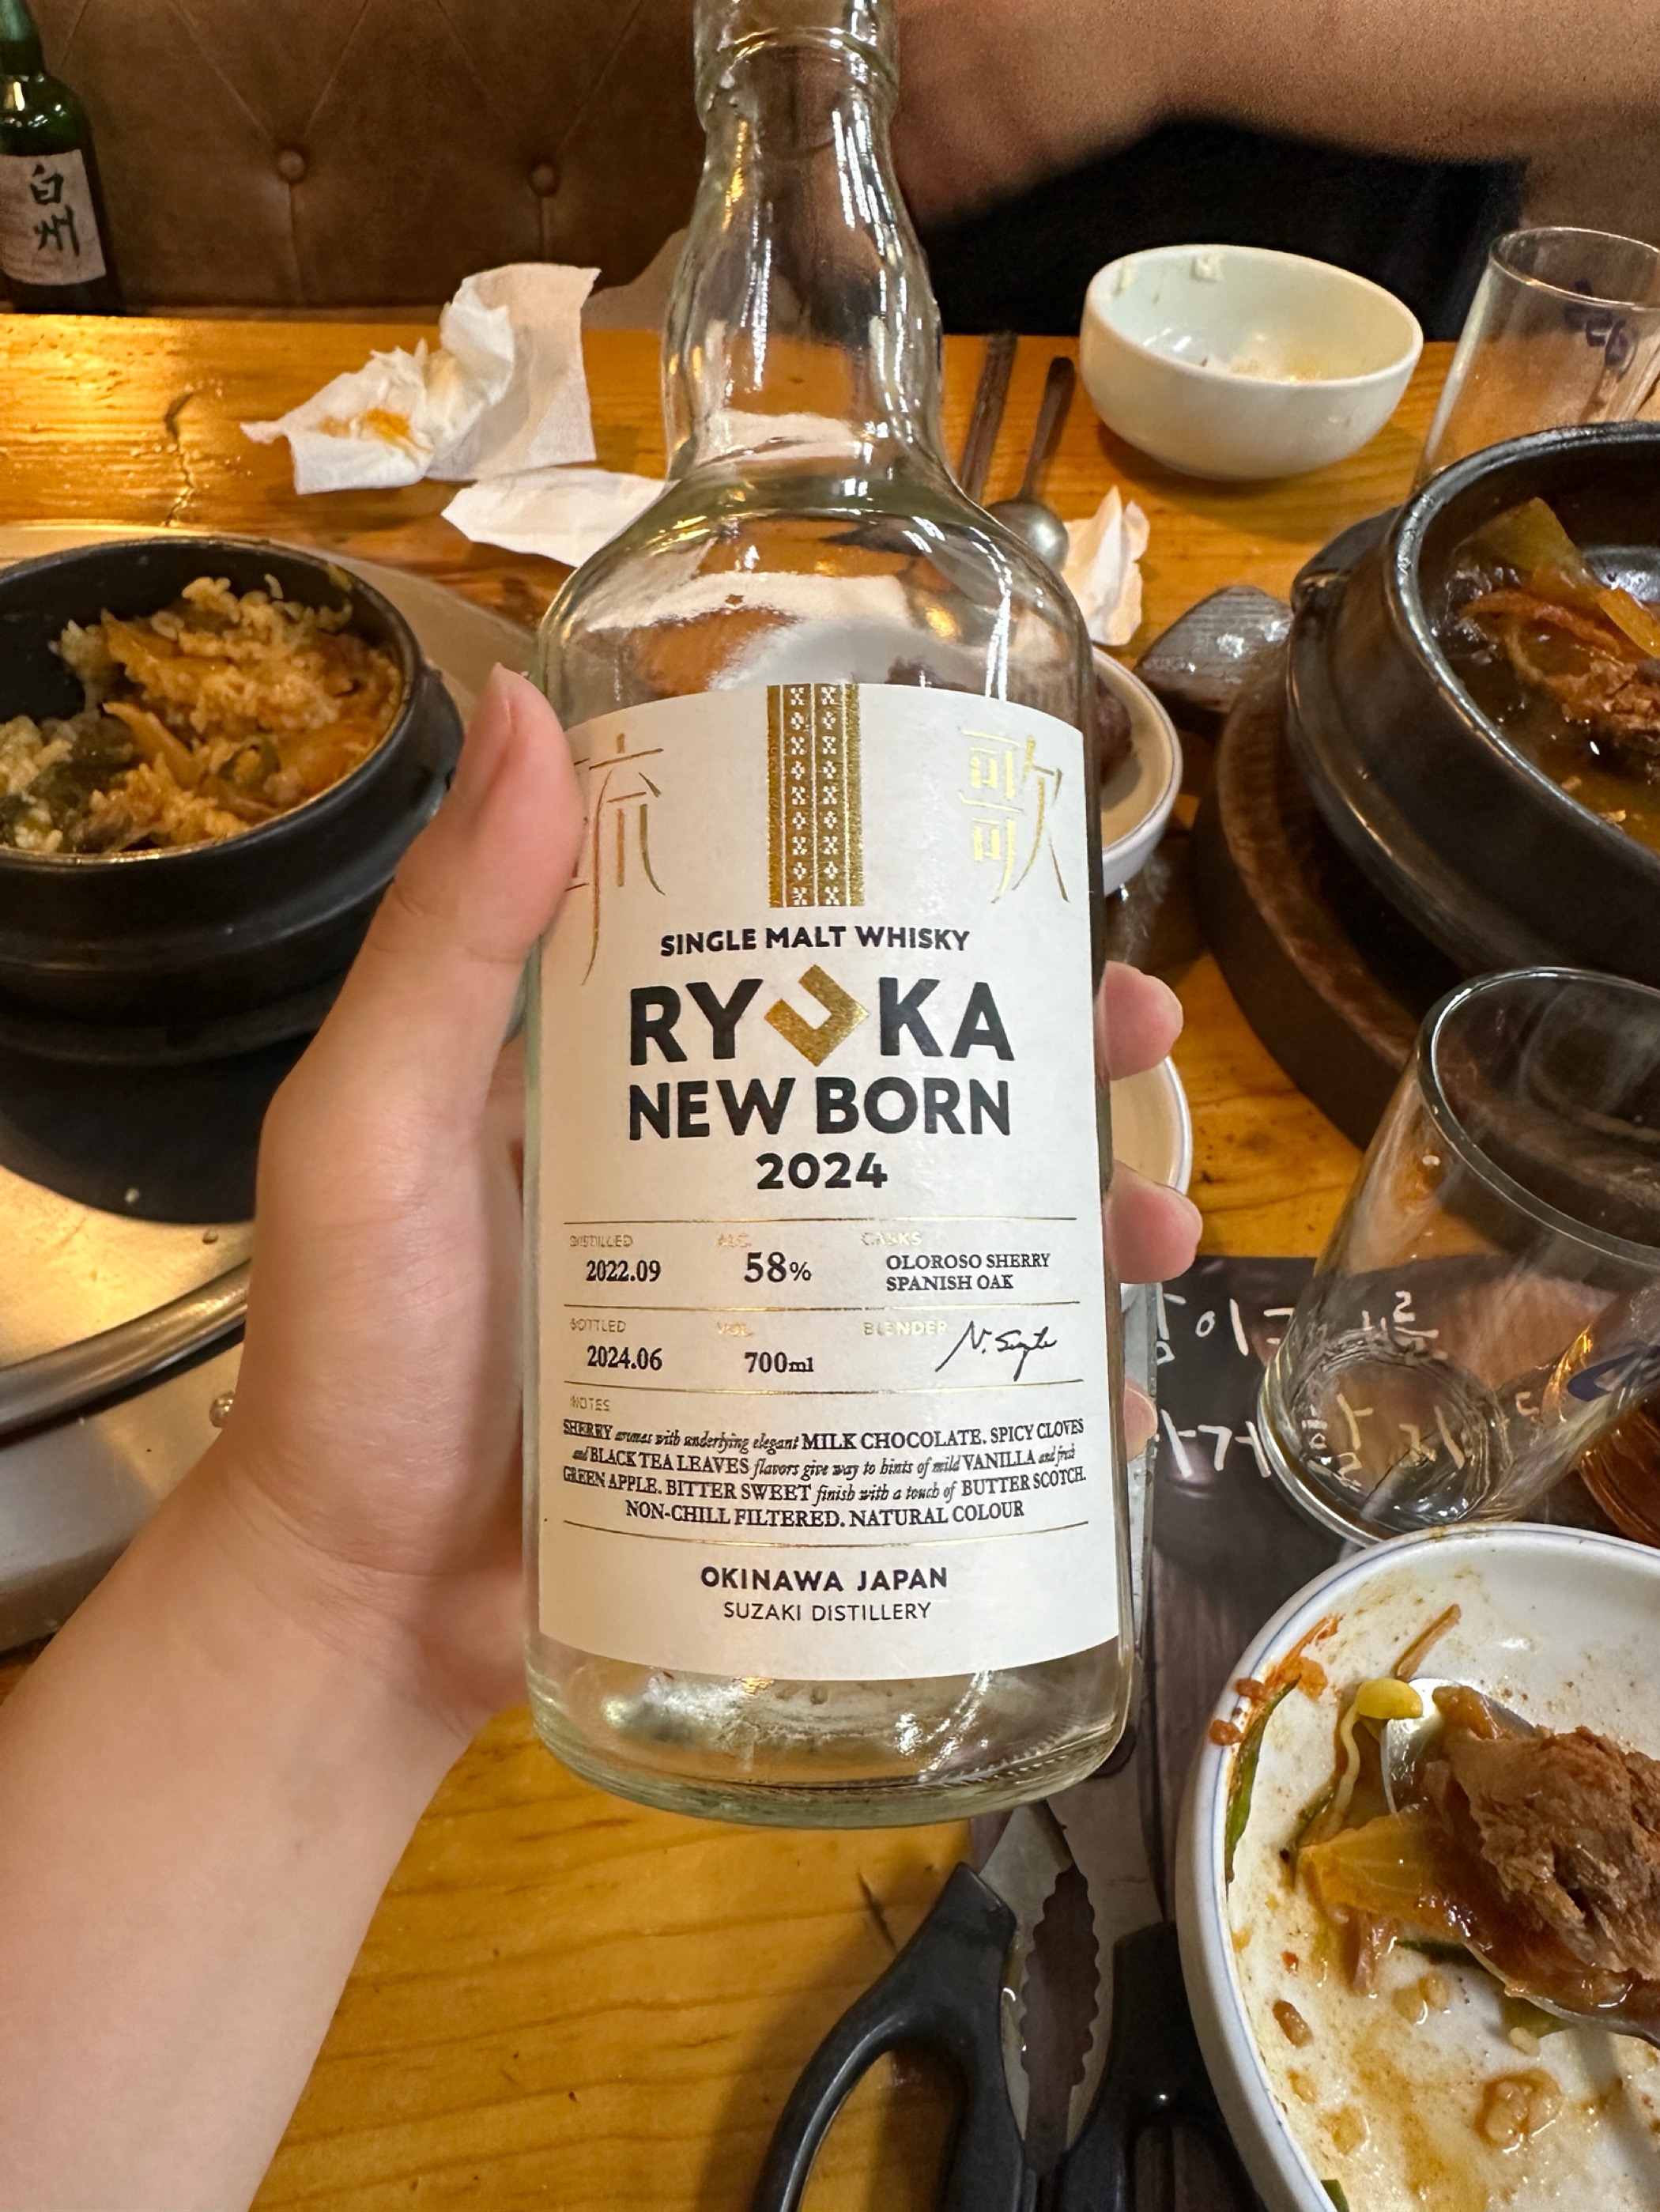 白州
琉 歌
SINGLE MALT WHISKY
RYUKA
NEW BORN
2024
DISTILLED ALC. CASKS
2022.09 58% OLOROSO SHERRY
SPANISH OAK
BOTTLED VOL. BLENDER
2024.06 700ml
NOTES
SHERRY aromas with underlying elegant MILK CHOCOLATE. SPICY CLOVES
and BLACK TEA LEAVES flavors give way to hints of mild VANILLA and fresh
GREEN APPLE. BITTER SWEET finish with a touch of BUTTER SCOTCH.
NON-CHILL FILTERED. NATURAL COLOUR
OKINAWA JAPAN
SUZAKI DISTILLERY